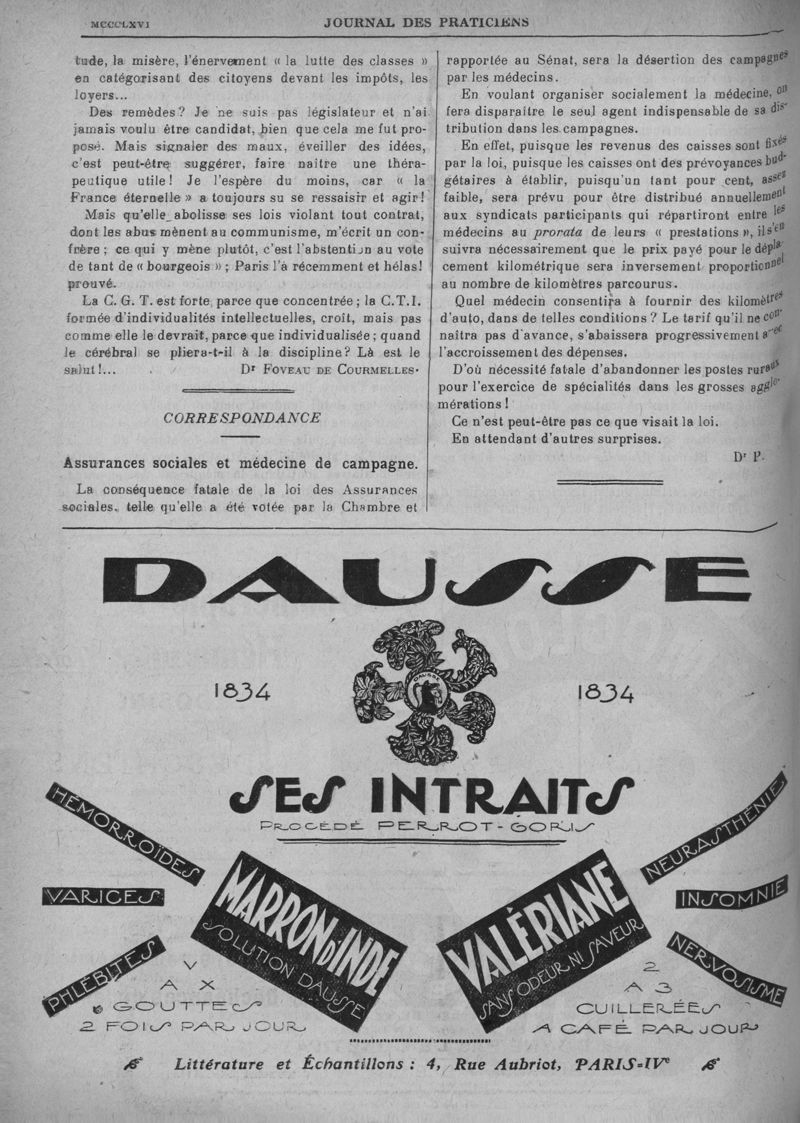 MCCCLXVI
JOURNAL DES PRATICIENS
tude, la misère, l'énervement « la lutte des classes »
en catégorisant des citoyens devant les impôts, les
loyers...
Des remèdes? Je ne suis pas législateur et n'ai
jamais voulu être candidat, bien que cela me fut pro-
posé. Mais signaler des maux, éveiller des idées,
c'est peut-être suggérer, faire naître une théra-
peutique utile! Je l'espère du moins, car « la
France éternelle » a toujours su se ressaisir et agir!
Mais qu'elle abolisse ses lois violant tout contrat,
dont les abus mènent au communisme, m'écrit un con-
frère; ce qui y mène plutôt, c'est l'abstention au vote
de tant de « bourgeois »; Paris l'a récemment et hélas!
prouvé.
La C. G. T. est forte parce que concentrée; la C.T.I.
formée d'individualités intellectuelles, croît, mais pas
comme elle le devrait, parce que individualisée; quand
le cérébral se pliera-t-il à la discipline? Là est le
salut!...
Dr FOVEAU DE COURMELLES.
CORRESPONDANCE
Assurances sociales et médecine de campagne.
La conséquence fatale de la loi des Assurances
sociales, telle qu'elle a été votée par la Chambre et
rapportée au Sénat, sera la désertion des campagnes
par les médecins.
En voulant organiser socialement la médecine, on
fera disparaître le seul agent indispensable de sa dis-
tribution dans les campagnes.
En effet, puisque les revenus des caisses sont fixés
par la loi, puisque les caisses ont des prévoyances bud-
gétaires à établir, puisqu'un tant pour cent, assez
faible, sera prévu pour être distribué annuellement
aux syndicats participants qui répartiront entre les
médecins au prorata de leurs « prestations », il s'en
suivra nécessairement que le prix payé pour le dépla-
cement kilométrique sera inversement proportionnel
au nombre de kilomètres parcourus.
Quel médecin consentira à fournir des kilomètres
d'auto, dans de telles conditions? Le tarif qu'il ne con-
naîtra pas d'avance, s'abaissera progressivement avec
l'accroissement des dépenses.
D'où nécessité fatale d'abandonner les postes ruraux
pour l'exercice de spécialités dans les grosses agglo-
mérations!
Ce n'est peut-être pas ce que visait la loi.
En attendant d'autres surprises.
Dr P.
DAUSSE
1834
DAUSSE
1834
SES INTRAITS
PROCÉDÉ PERROT-GORIS
HÉMORROÏDES
VARICES
PHLÉBITES
MARRON D'INDE
SOLUTION DAUSSE
V
A X
GOUTTES
2 FOIS PAR JOUR
VALÉRIANE
SANS ODEUR NI SAVEUR
NEURASTHÉNIE
INSOMNIE
NERVOSISME
2
A 3
CUILLERÉES
A CAFÉ PAR JOUR
Littérature et Échantillons : 4, Rue Aubriot, PARIS-IVe